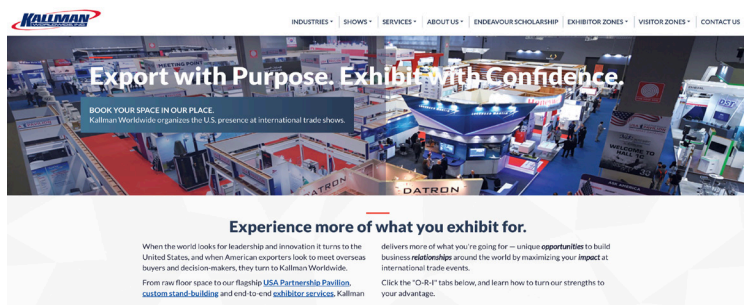 KALLMAN
WORLDWIDE INC
INDUSTRIES
SHOWS
SERVICES
ABOUT US
ENDEAVOUR SCHOLARSHIP
EXHIBITOR ZONES
VISITOR ZONES
CONTACT US
MEETING POINT
Export with Purpose. Exhibit with Confidence.
BOOK YOUR SPACE IN OUR PLACE.
Kallman Worldwide organizes the U.S. presence at international trade shows.
DST
WELCOME TO
HALL
DATRON
DATRON
Experience more of what you exhibit for.
When the world looks for leadership and innovation it turns to the
United States, and when American exporters look to meet overseas
buyers and decision-makers, they turn to Kallman Worldwide.
From raw floor space to our flagship USA Partnership Pavilion,
custom stand-building and end-to-end exhibitor services, Kallman
delivers more of what you're going for — unique opportunities to build
business relationships around the world by maximizing your impact at
international trade events.
Click the "O-R-I" tabs below, and learn how to turn our strengths to
your advantage.